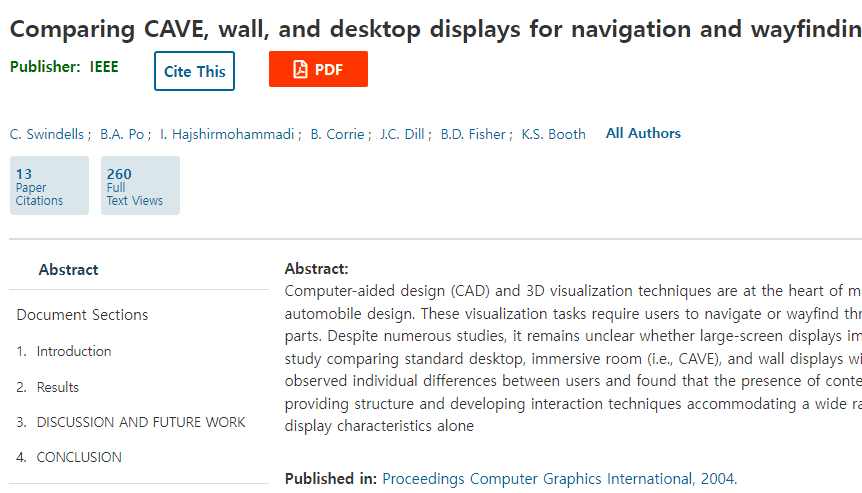 Comparing CAVE, wall, and desktop displays for navigation and wayfindin
Publisher: IEEE
Cite This
PDF
C. Swindells ; B.A. Po ; I. Hajshirmohammadi ; B. Corrie ; J.C. Dill ; B.D. Fisher ; K.S. Booth All Authors
13
Paper
Citations
260
Full
Text Views
Abstract
Document Sections
1. Introduction
2. Results
3. DISCUSSION AND FUTURE WORK
4. CONCLUSION
Abstract:
Computer-aided design (CAD) and 3D visualization techniques are at the heart of m
automobile design. These visualization tasks require users to navigate or wayfind thr
parts. Despite numerous studies, it remains unclear whether large-screen displays im
study comparing standard desktop, immersive room (i.e., CAVE), and wall displays wi
observed individual differences between users and found that the presence of conte
providing structure and developing interaction techniques accommodating a wide ra
display characteristics alone
Published in: Proceedings Computer Graphics International, 2004.